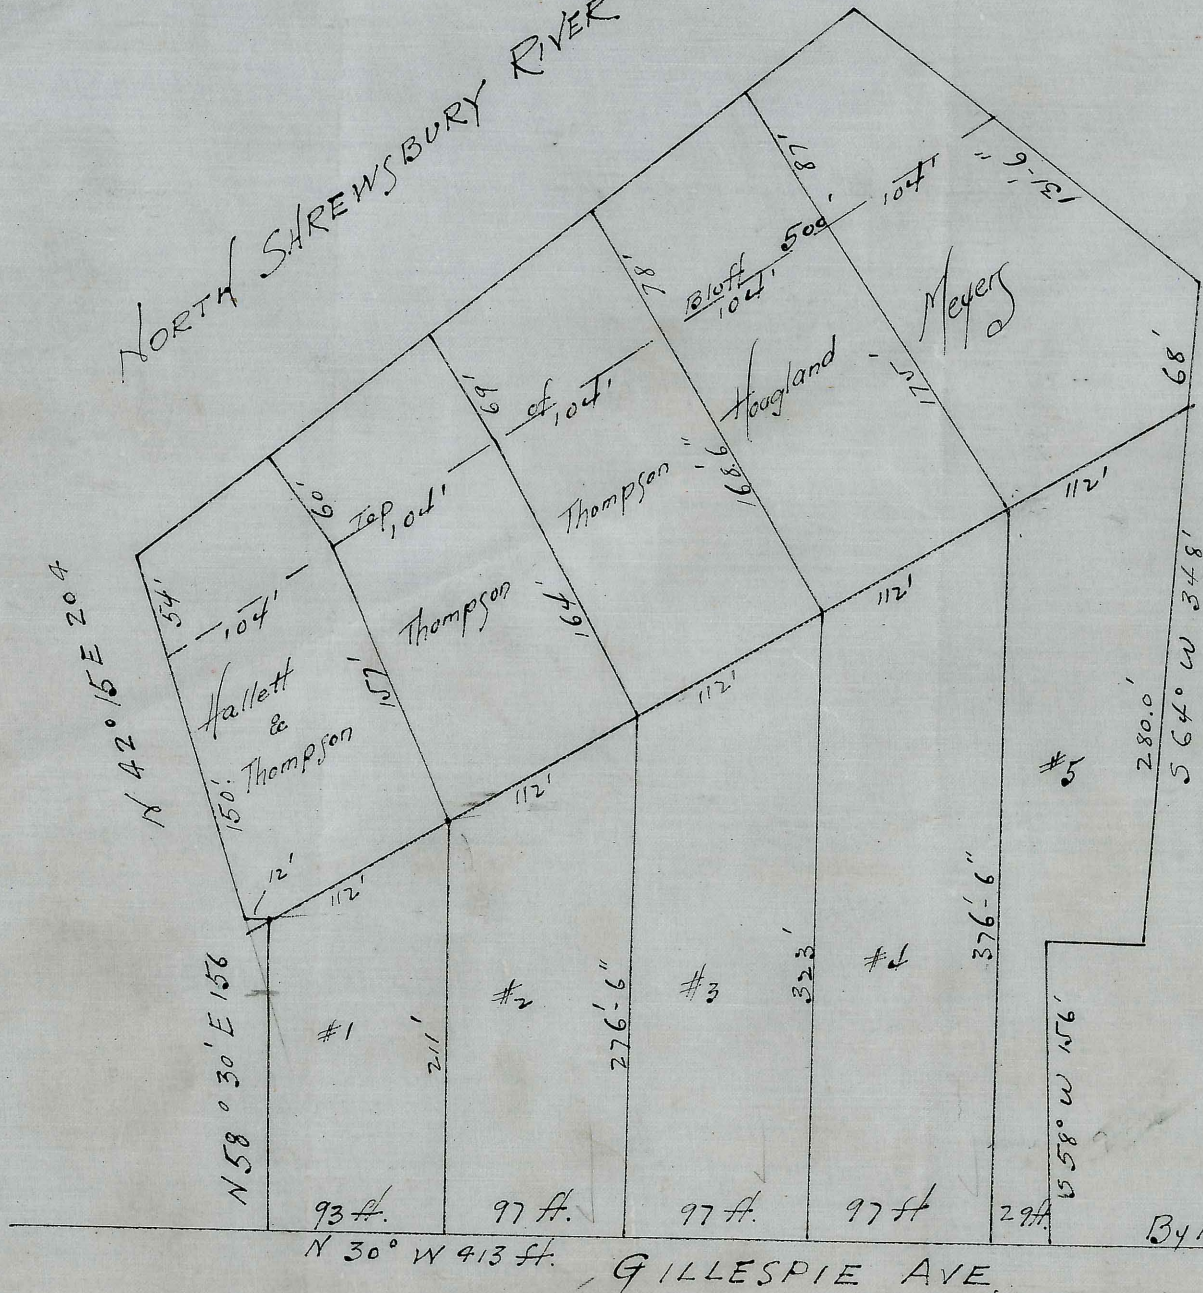 NORTH SHREWSBURY RIVER
87'
131'-6"
104'
500'
Bluff
104'
78'
Meyers
68'
69'
of
104'
Hoagland
175'
168'.6"
60'
Top
104'
Thompson
112'
54'
104'
Thompson
164'
112'
N 42° 15 E 204
Hallett
&
Thompson
157'
112'
280.0'
S 64° W 348'
#5
150'.
12'
112'
112'
N 58° 30' E 156
#1
211'
#2
276'-6"
#3
323'
#4
376'-6"
S 58° W 156'
93 ft.
97 ft.
97 ft.
97 ft
29ft
N 30° W 413 ft.
GILLESPIE AVE.